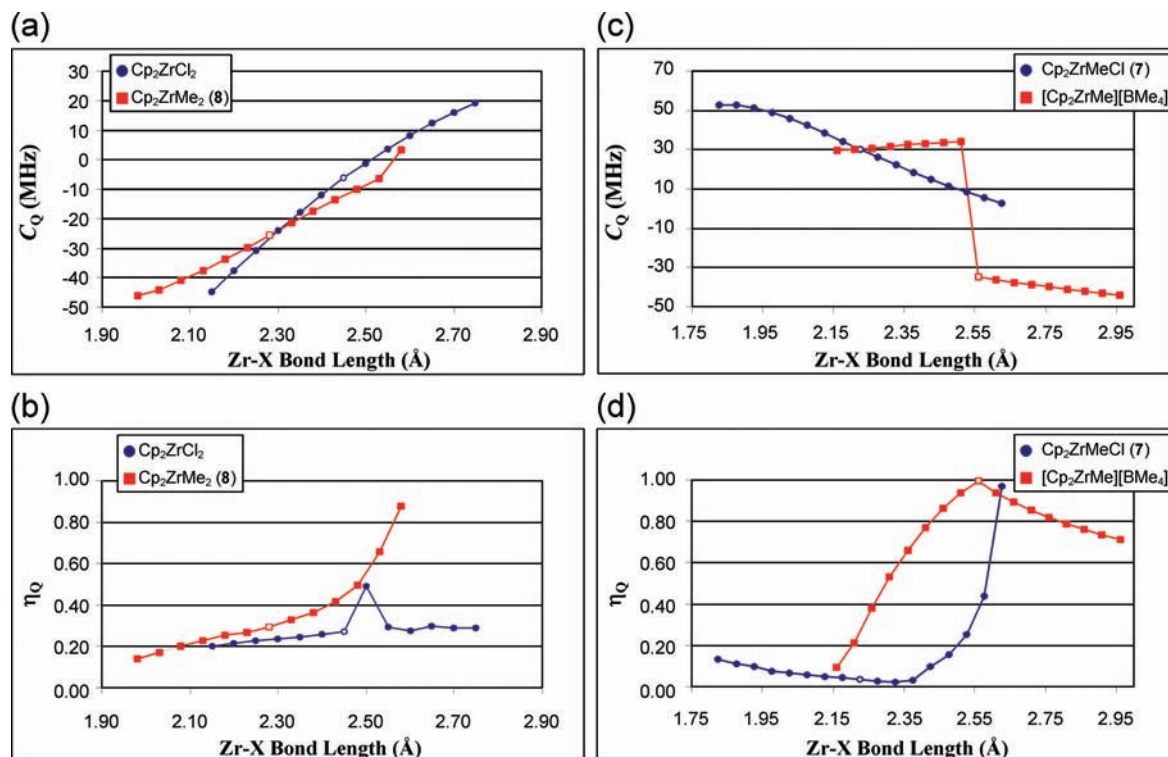 (a)
Cp₂ZrCl₂
Cp₂ZrMe₂ (8)
30
20
10
0
-10
-20
-30
-40
-50
C_Q (MHz)
1.90 2.10 2.30 2.50 2.70 2.90
Zr-X Bond Length (Å)
(c)
Cp₂ZrMeCl (7)
[Cp₂ZrMe][BMe₄]
70
50
30
10
-10
-30
-50
C_Q (MHz)
1.75 1.95 2.15 2.35 2.55 2.75 2.95
Zr-X Bond Length (Å)
(b)
Cp₂ZrCl₂
Cp₂ZrMe₂ (8)
1.00
0.80
0.60
0.40
0.20
0.00
η_Q
1.90 2.10 2.30 2.50 2.70 2.90
Zr-X Bond Length (Å)
(d)
Cp₂ZrMeCl (7)
[Cp₂ZrMe][BMe₄]
1.00
0.80
0.60
0.40
0.20
0.00
η_Q
1.75 1.95 2.15 2.35 2.55 2.75 2.95
Zr-X Bond Length (Å)